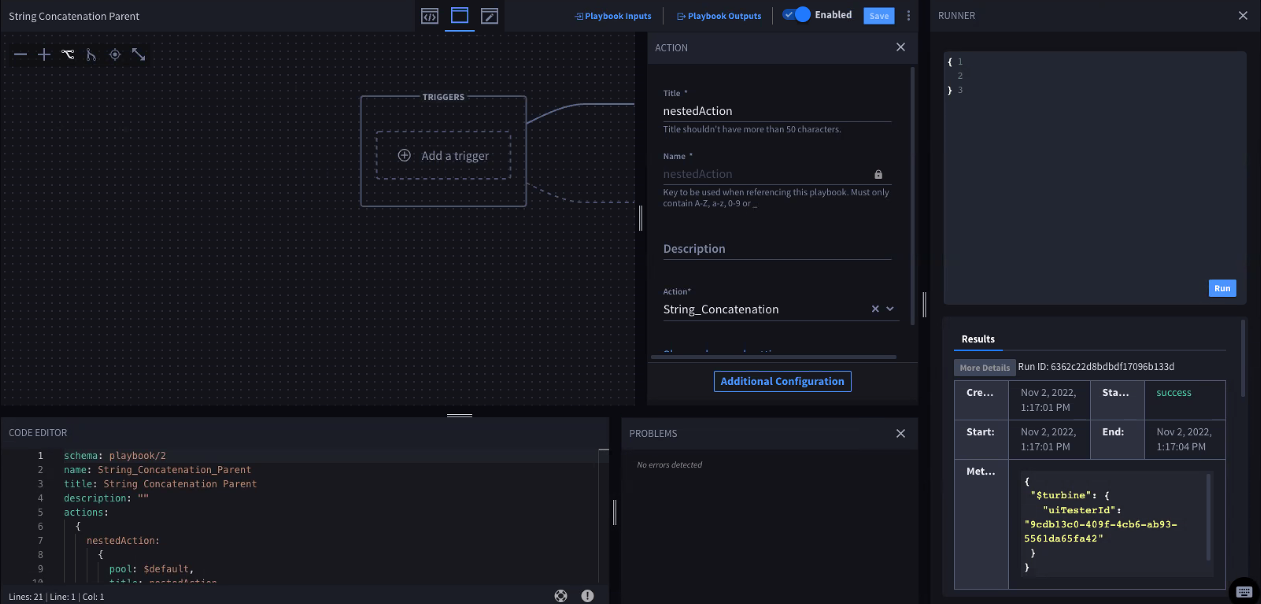 String Concatenation Parent
Playbook Inputs
Playbook Outputs
Enabled
Save
TRIGGERS
Add a trigger
ACTION
Title *
nestedAction
Title shouldn't have more than 50 characters.
Name *
nestedAction
Key to be used when referencing this playbook. Must only
contain A-Z, a-z, 0-9 or _
Description
Action*
String_Concatenation
Additional Configuration
CODE EDITOR
1 schema: playbook/2
2 name: String_Concatenation_Parent
3 title: String Concatenation Parent
4 description: ""
5 actions:
6 {
7 nestedAction:
8 {
9 pool: $default,
10 title: nestedAction
Lines: 21 | Line: 1 | Col: 1
PROBLEMS
No errors detected
RUNNER
{ 1
2
} 3
Run
Results
More Details Run ID: 6362c22d8bdbdf17096b133d
Cre... Nov 2, 2022, 1:17:01 PM Sta... success
Start: Nov 2, 2022, 1:17:01 PM End: Nov 2, 2022, 1:17:04 PM
Met...
{
"$turbine": {
"uiTesterId":
"9cdb13c0-409f-4cb6-ab93-
5561da65fa42"
}
}